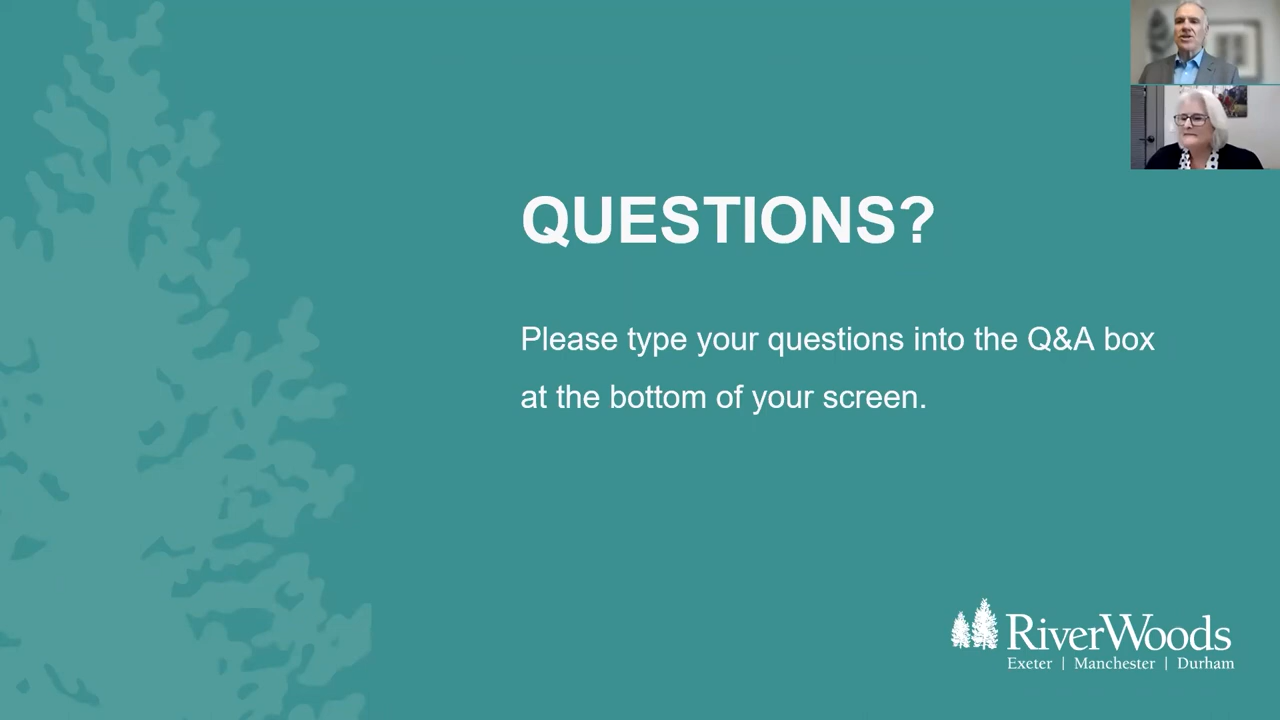 QUESTIONS?
Please type your questions into the Q&A box
at the bottom of your screen.
RiverWoods
Exeter | Manchester | Durham